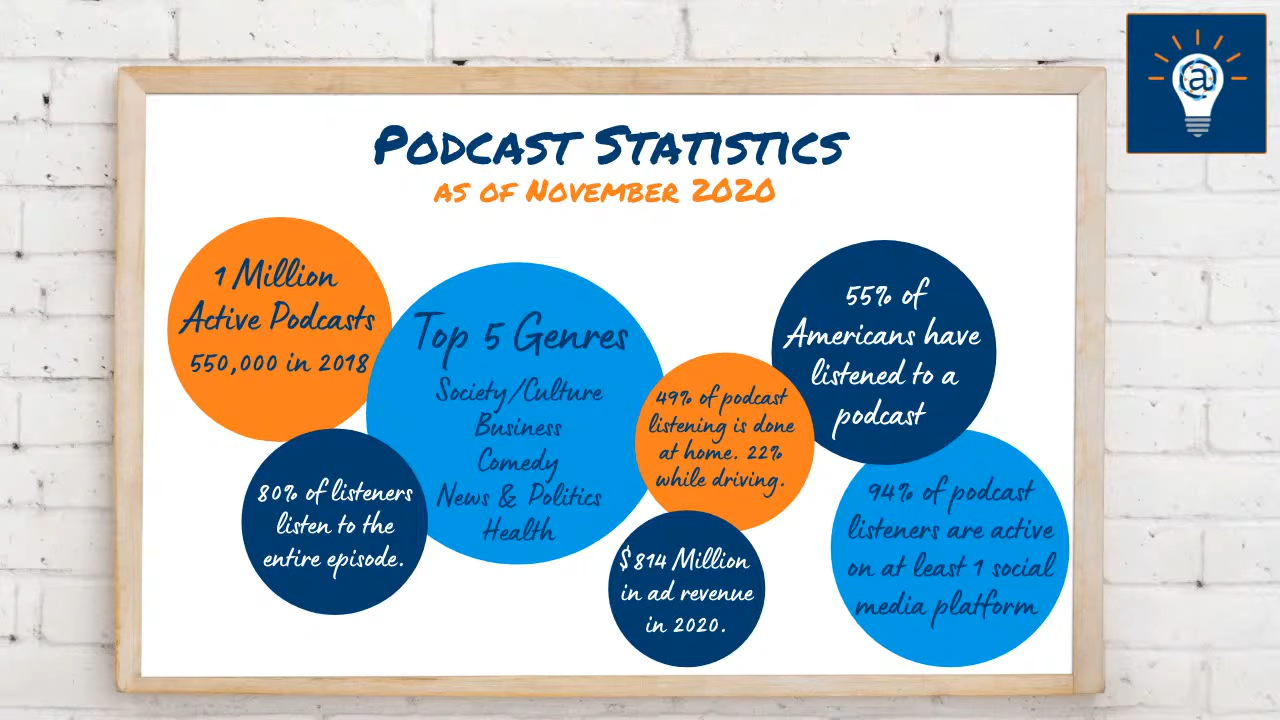 PODCAST STATISTICS
AS OF NOVEMBER 2020
1 Million
Active Podcasts
550,000 in 2018
Top 5 Genres
Society/Culture
Business
Comedy
News & Politics
Health
80% of listeners
listen to the
entire episode.
49% of podcast
listening is done
at home. 22%
while driving.
$814 Million
in ad revenue
in 2020.
55% of
Americans have
listened to a
podcast
94% of podcast
listeners are active
on at least 1 social
media platform
@